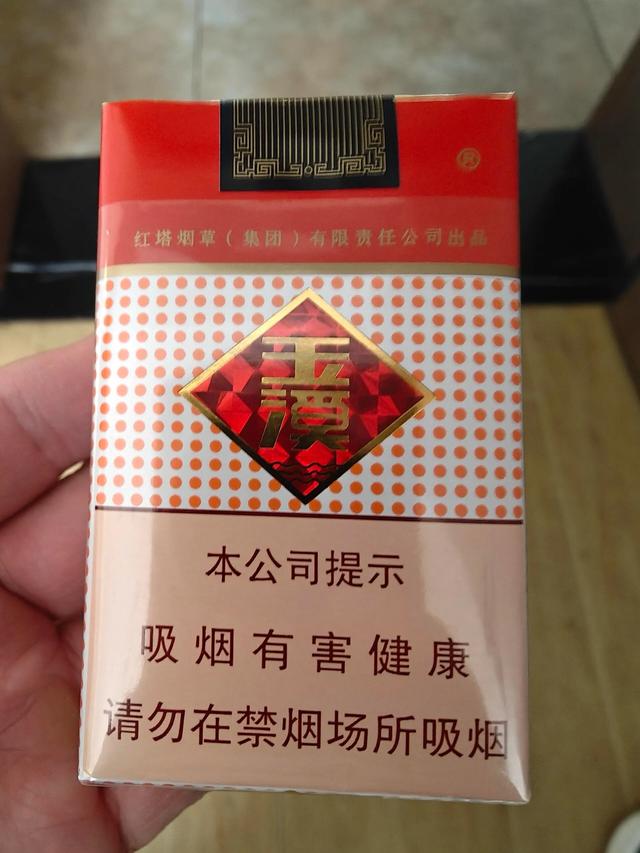 ®
红塔烟草(集团)有限责任公司出品
玉
溪
本公司提示
吸烟有害健康
请勿在禁烟场所吸烟